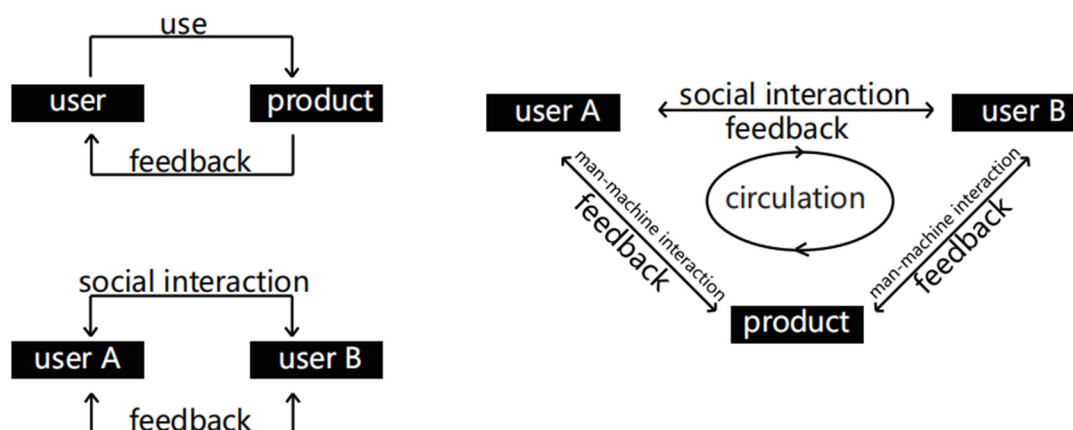 use
user
product
feedback
social interaction
user A
user B
feedback
user A
social interaction
user B
feedback
man-machine interaction
feedback
circulation
man-machine interaction
feedback
product